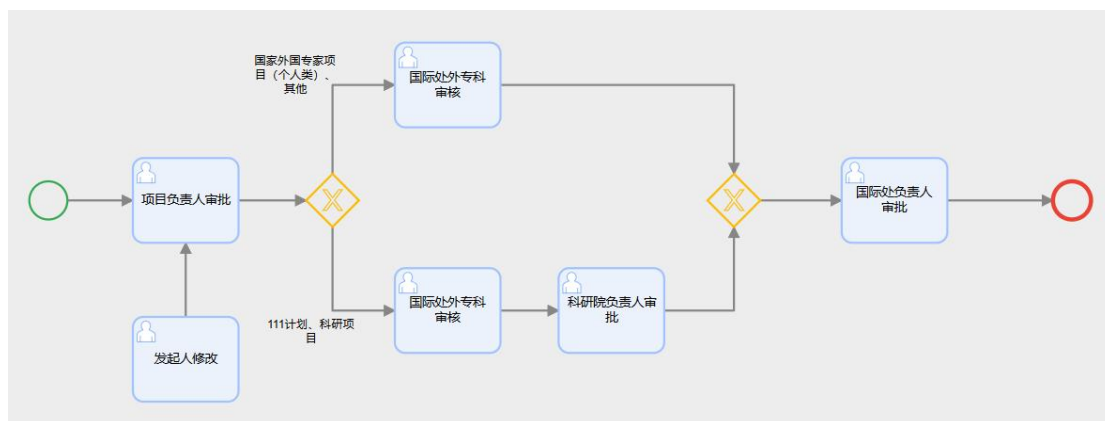 国家外国专家项
目（个人类）、
其他
国际处外专科
审核
项目负责人审批
国际处负责人
审批
国际处外专科
审核
科研院负责人审
批
111计划、科研项
目
发起人修改